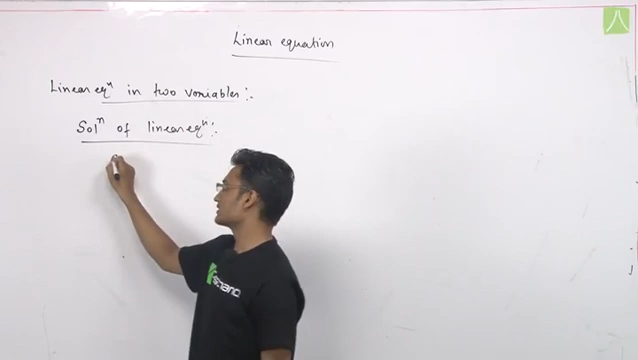 Linear equation
Linear eqⁿ in two variables:-
Solⁿ of linear eqⁿ:-